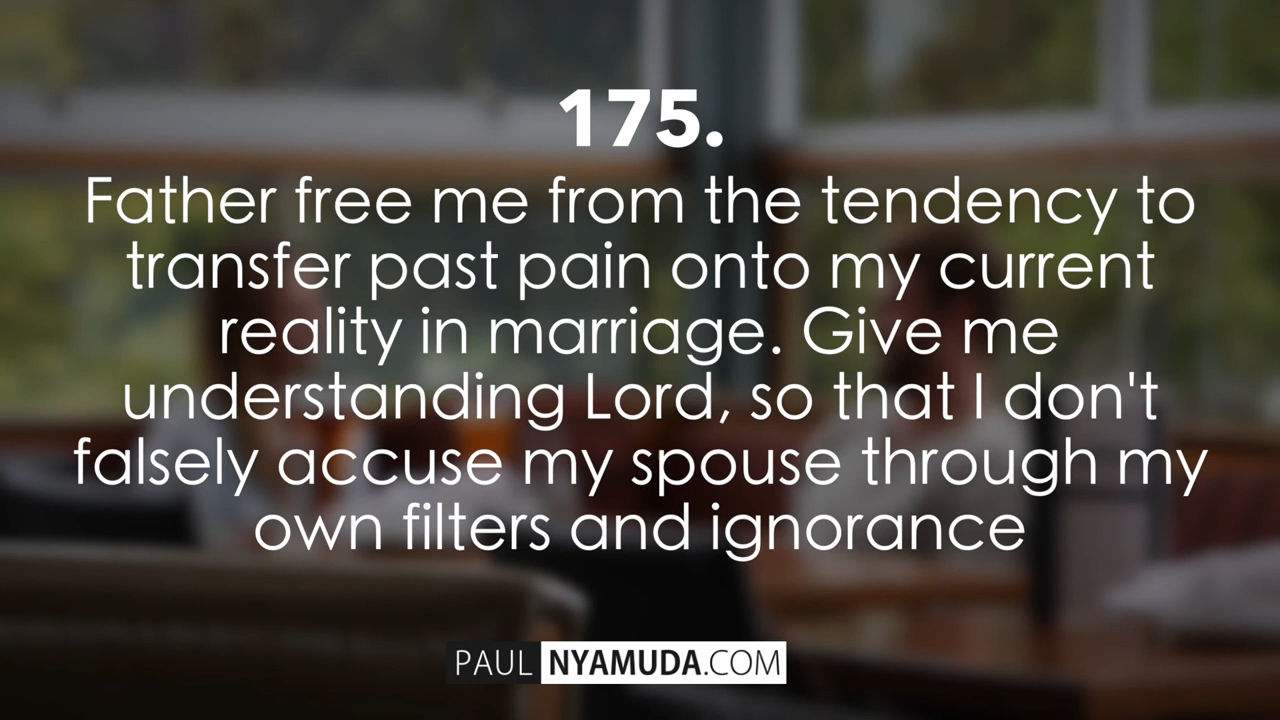 175.
Father free me from the tendency to
transfer past pain onto my current
reality in marriage. Give me
understanding Lord, so that I don't
falsely accuse my spouse through my
own filters and ignorance
PAUL NYAMUDA.COM